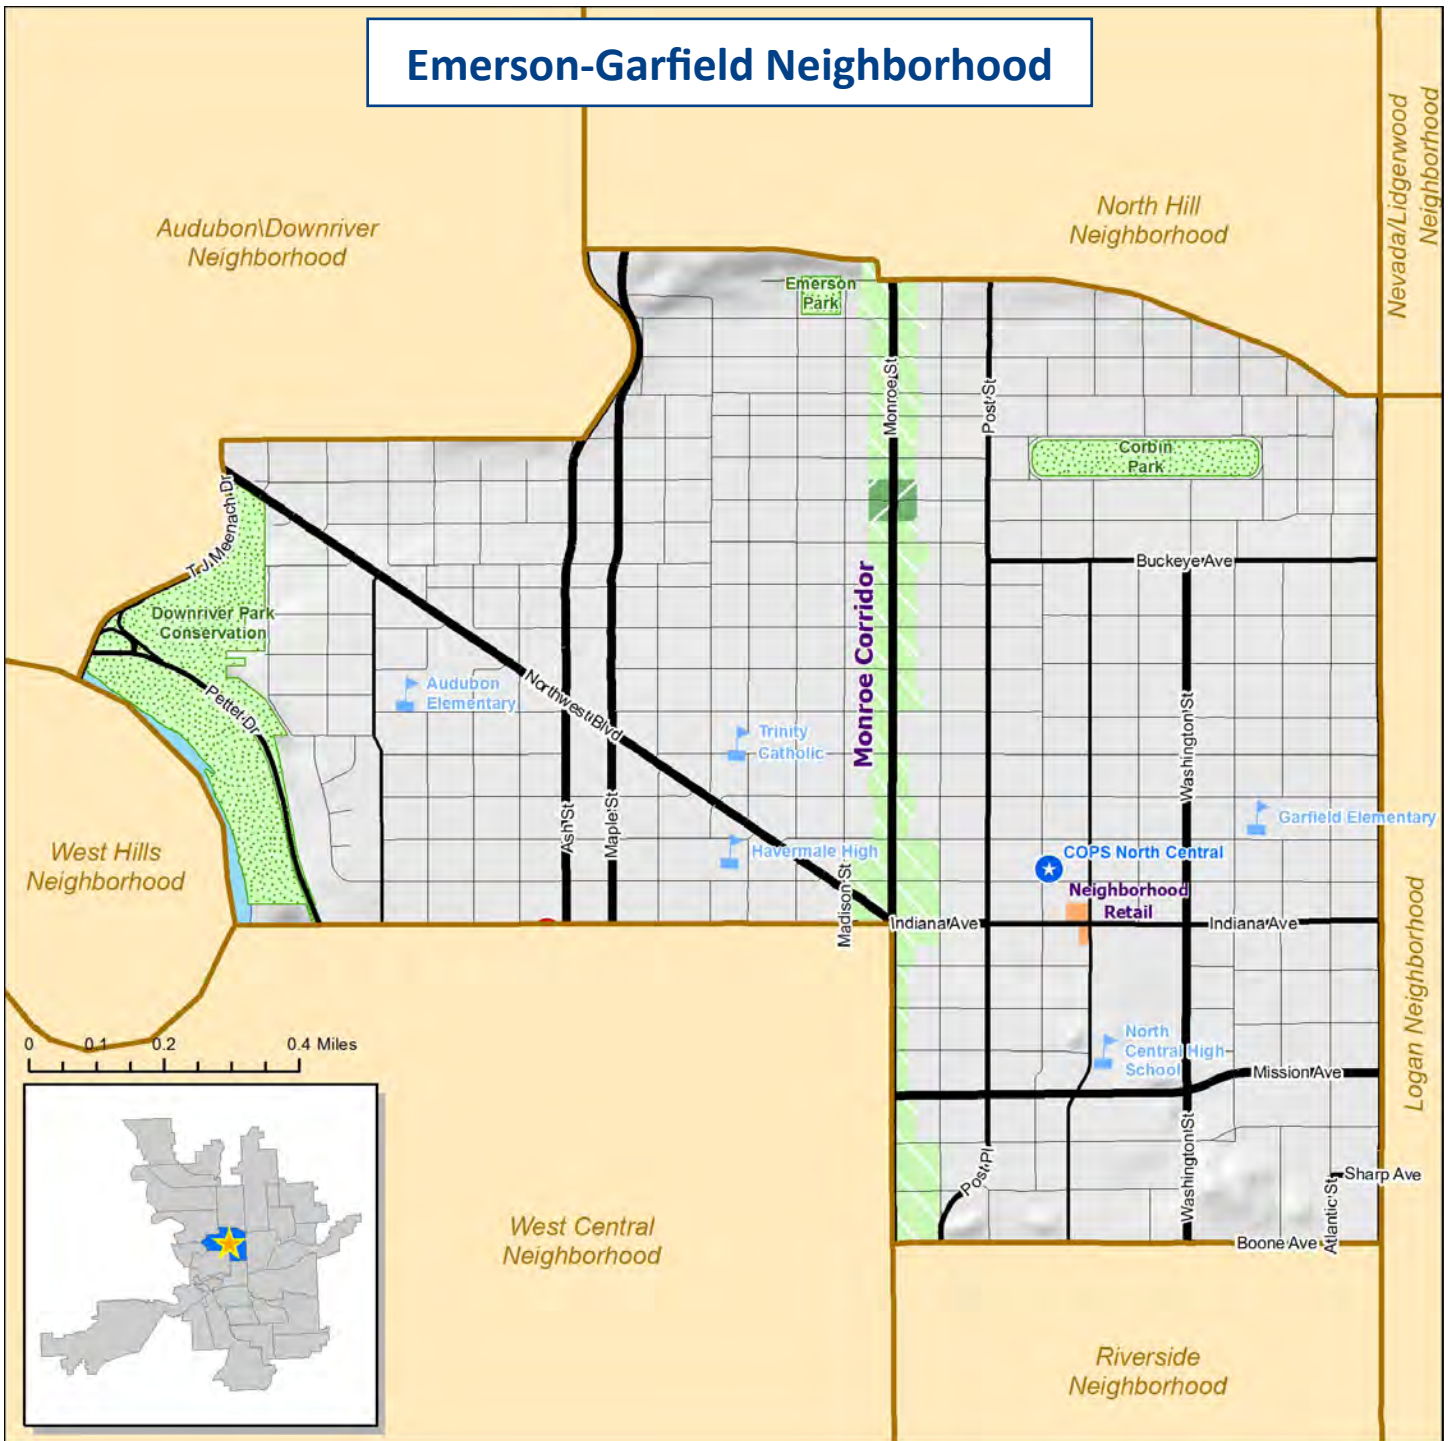 Emerson-Garfield Neighborhood
Audubon\Downriver
Neighborhood
North Hill
Neighborhood
Nevada/Lidgerwood
Neighborhood
Emerson
Park
Monroe St
Post St
Corbin
Park
T J Meenach Dr
Buckeye Ave
Downriver Park
Conservation
Monroe Corridor
Pettet Dr
Audubon
Elementary
Northwest Blvd
Washington St
Trinity
Catholic
Ash St
Maple St
Garfield Elementary
West Hills
Neighborhood
Havermale High
COPS North Central
Madison St
Neighborhood
Retail
Indiana Ave
Indiana Ave
Logan Neighborhood
North
Central High
School
Mission Ave
0 0.1 0.2 0.4 Miles
Washington St
Post Pl
Sharp Ave
Atlantic St
West Central
Neighborhood
Boone Ave
Riverside
Neighborhood